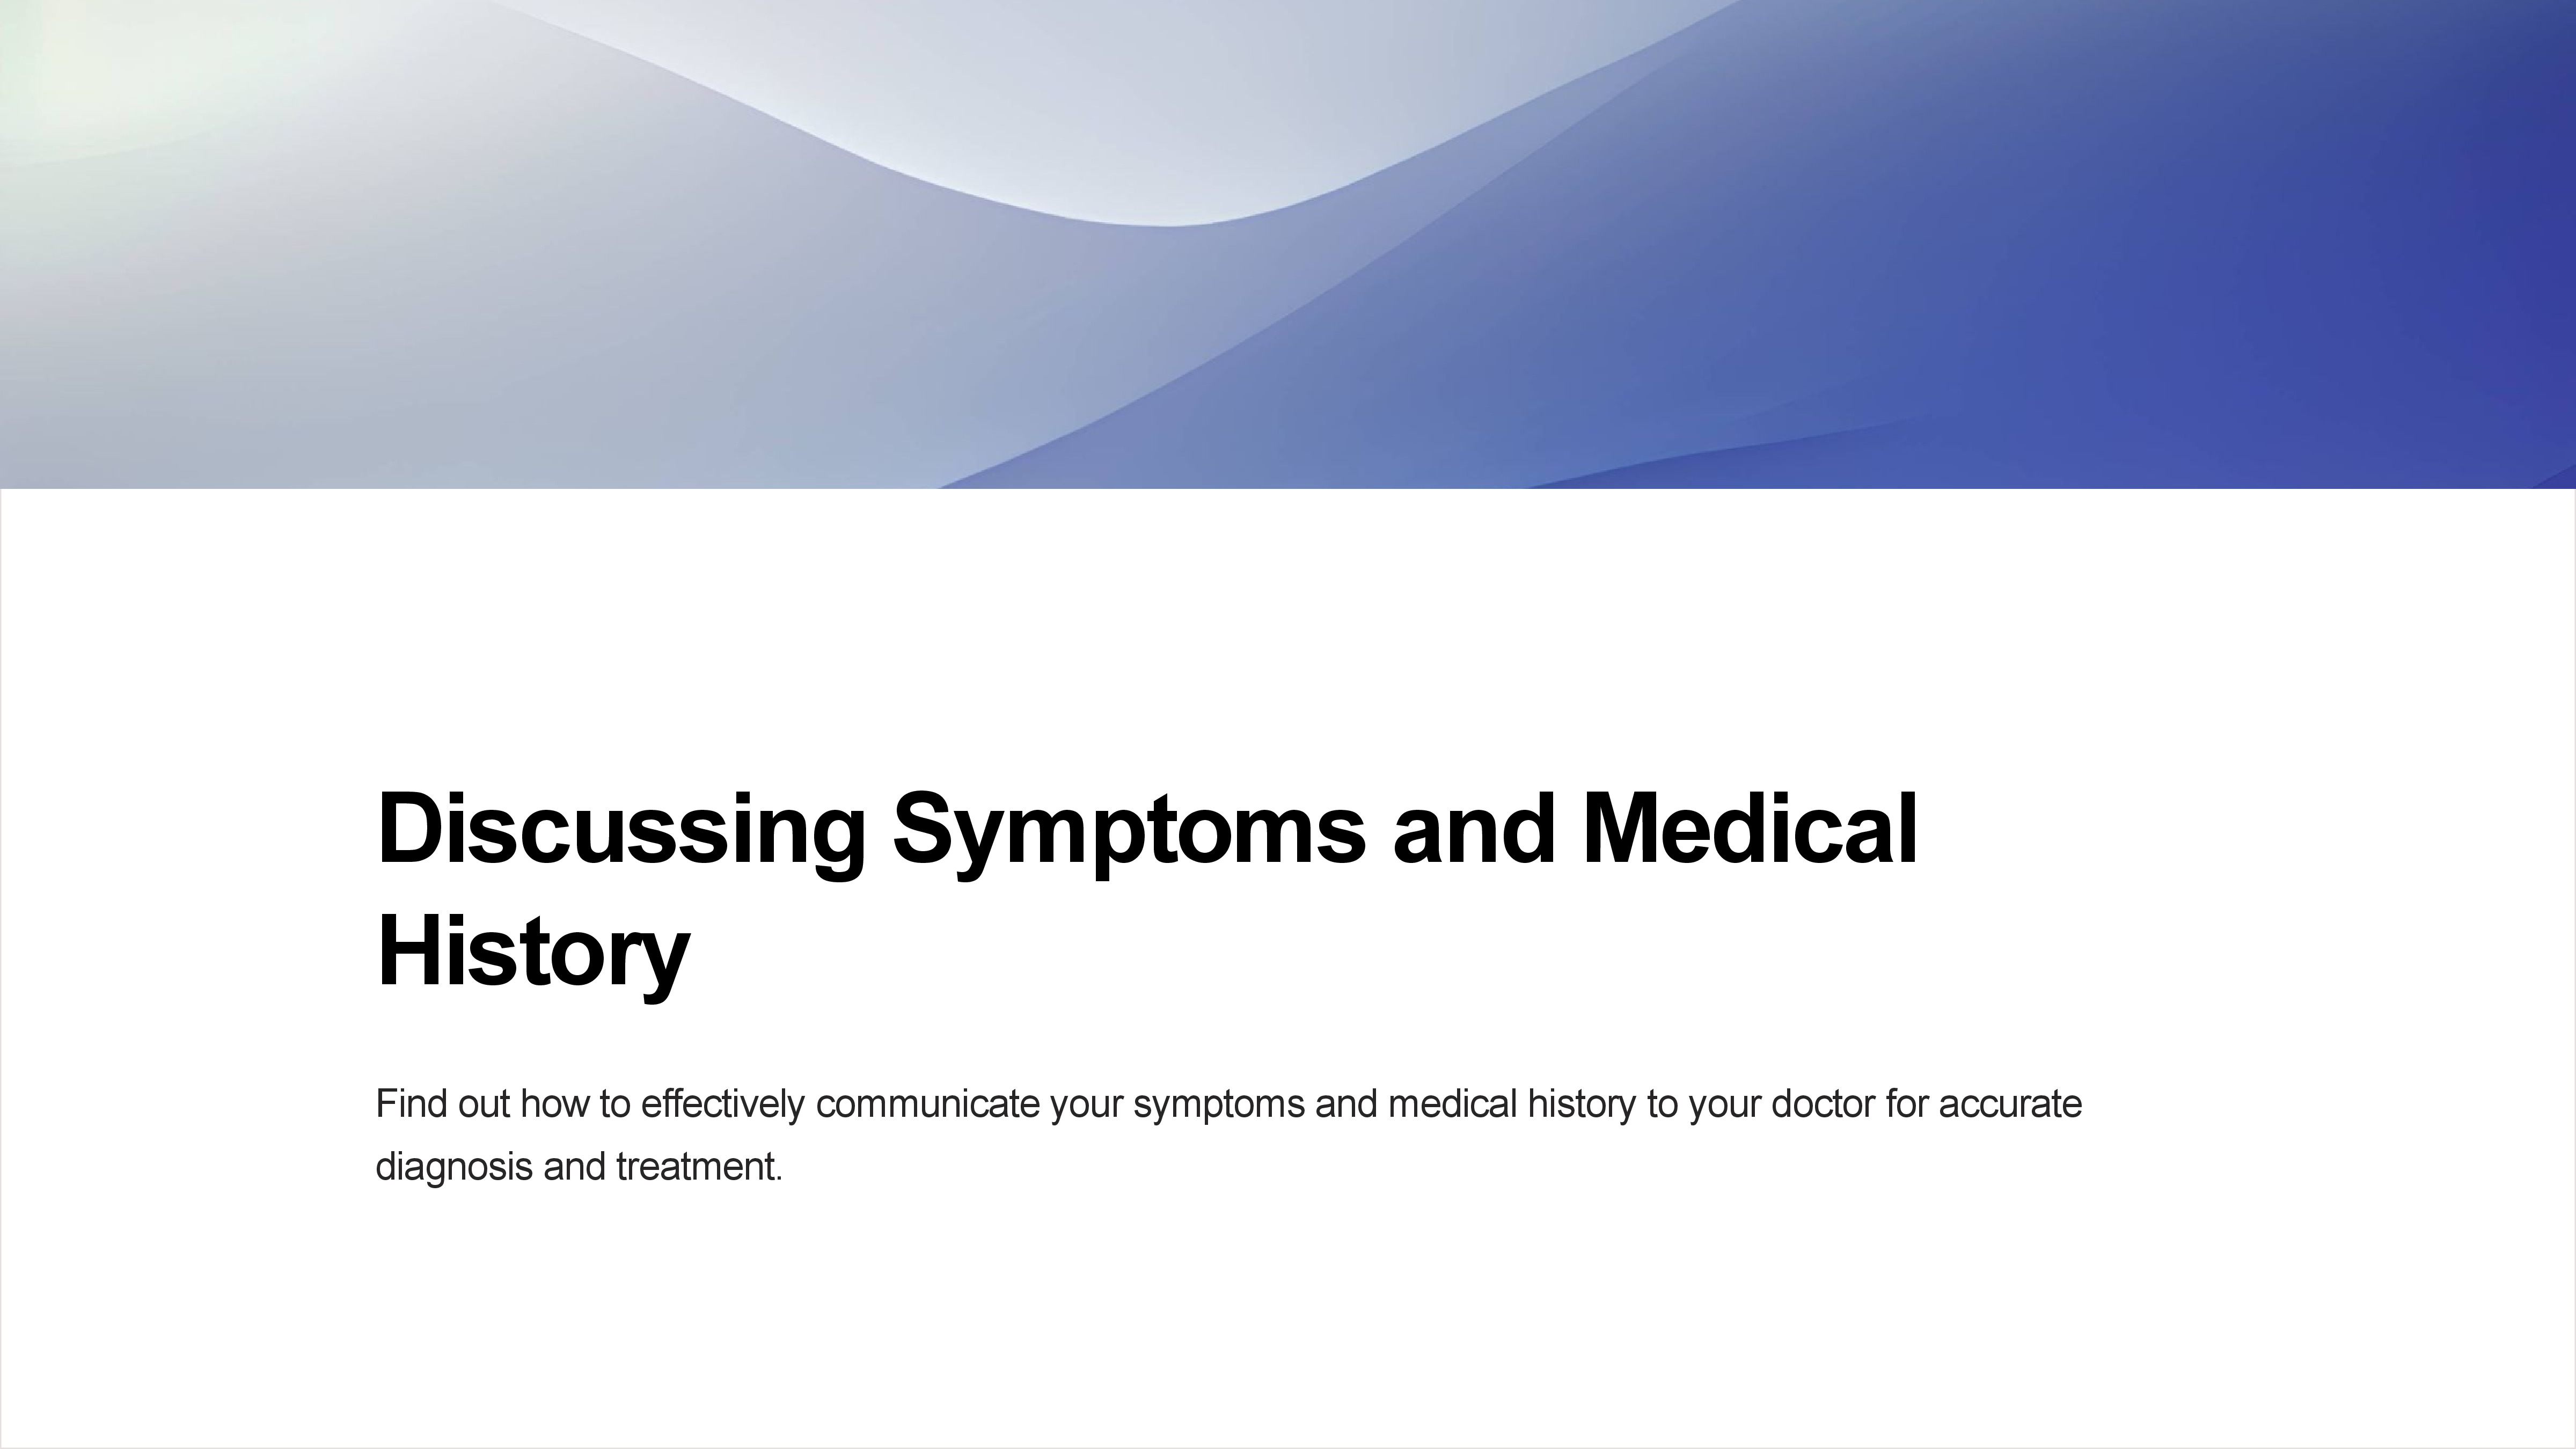 Discussing Symptoms and Medical
History
Find out how to effectively communicate your symptoms and medical history to your doctor for accurate
diagnosis and treatment.